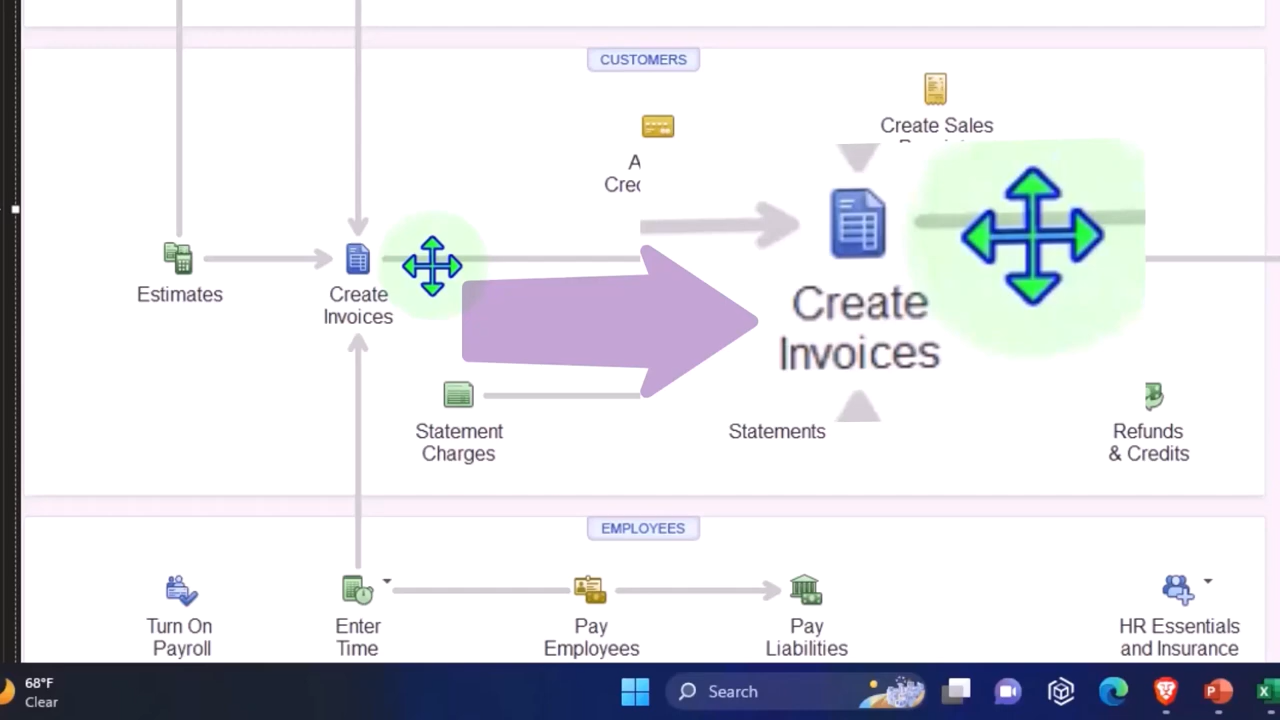 CUSTOMERS
Create Sales
Estimates
Create
Invoices
Create
Invoices
Statement
Charges
Statements
Refunds
& Credits
EMPLOYEES
Turn On
Payroll
Enter
Time
Pay
Employees
Pay
Liabilities
HR Essentials
and Insurance
68°F
Clear
Search